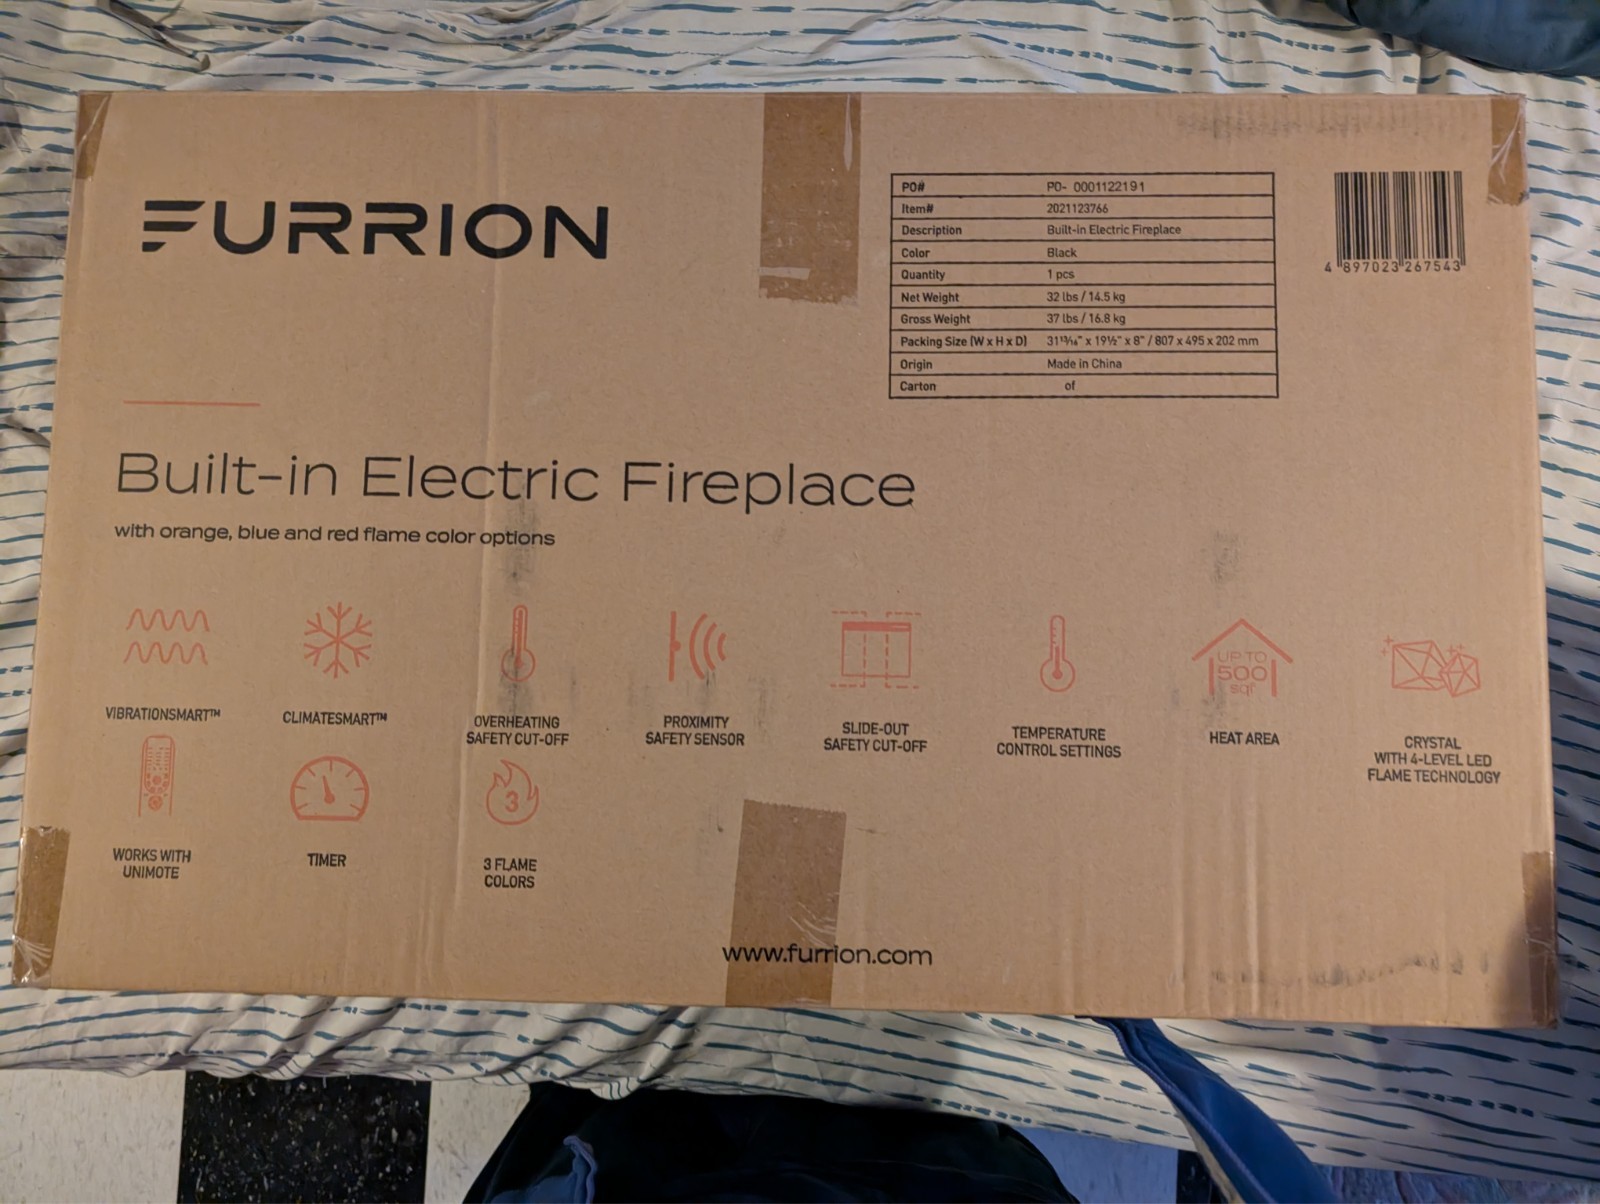 FURRION
PO# PO- 0001122191
Item# 2021123766
Description Built-in Electric Fireplace
Color Black
Quantity 1 pcs
Net Weight 32 lbs / 14.5 kg
Gross Weight 37 lbs / 16.8 kg
Packing Size (W x H x D) 31¹³⁄₁₆" x 19½" x 8" / 807 x 495 x 202 mm
Origin Made in China
Carton of
4 897023 267543
Built-in Electric Fireplace
with orange, blue and red flame color options
VIBRATIONSMART™
CLIMATESMART™
OVERHEATING
SAFETY CUT-OFF
PROXIMITY
SAFETY SENSOR
SLIDE-OUT
SAFETY CUT-OFF
TEMPERATURE
CONTROL SETTINGS
UP TO
500
sqf
HEAT AREA
CRYSTAL
WITH 4-LEVEL LED
FLAME TECHNOLOGY
WORKS WITH
UNIMOTE
TIMER
3
3 FLAME
COLORS
www.furrion.com